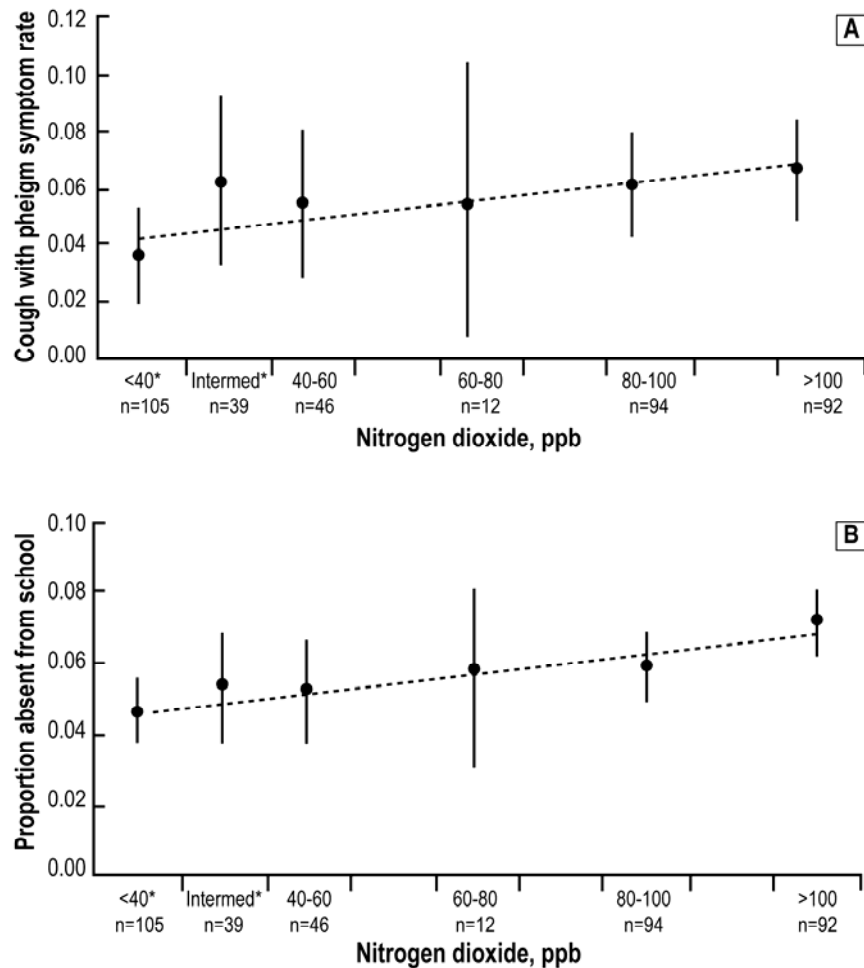 A
Cough with pheigm symptom rate
0.12
0.10
0.08
0.06
0.04
0.02
0.00
<40* Intermed* 40-60 60-80 80-100 >100
n=105 n=39 n=46 n=12 n=94 n=92
Nitrogen dioxide, ppb
B
Proportion absent from school
0.10
0.08
0.06
0.04
0.02
0.00
<40* Intermed* 40-60 60-80 80-100 >100
n=105 n=39 n=46 n=12 n=94 n=92
Nitrogen dioxide, ppb